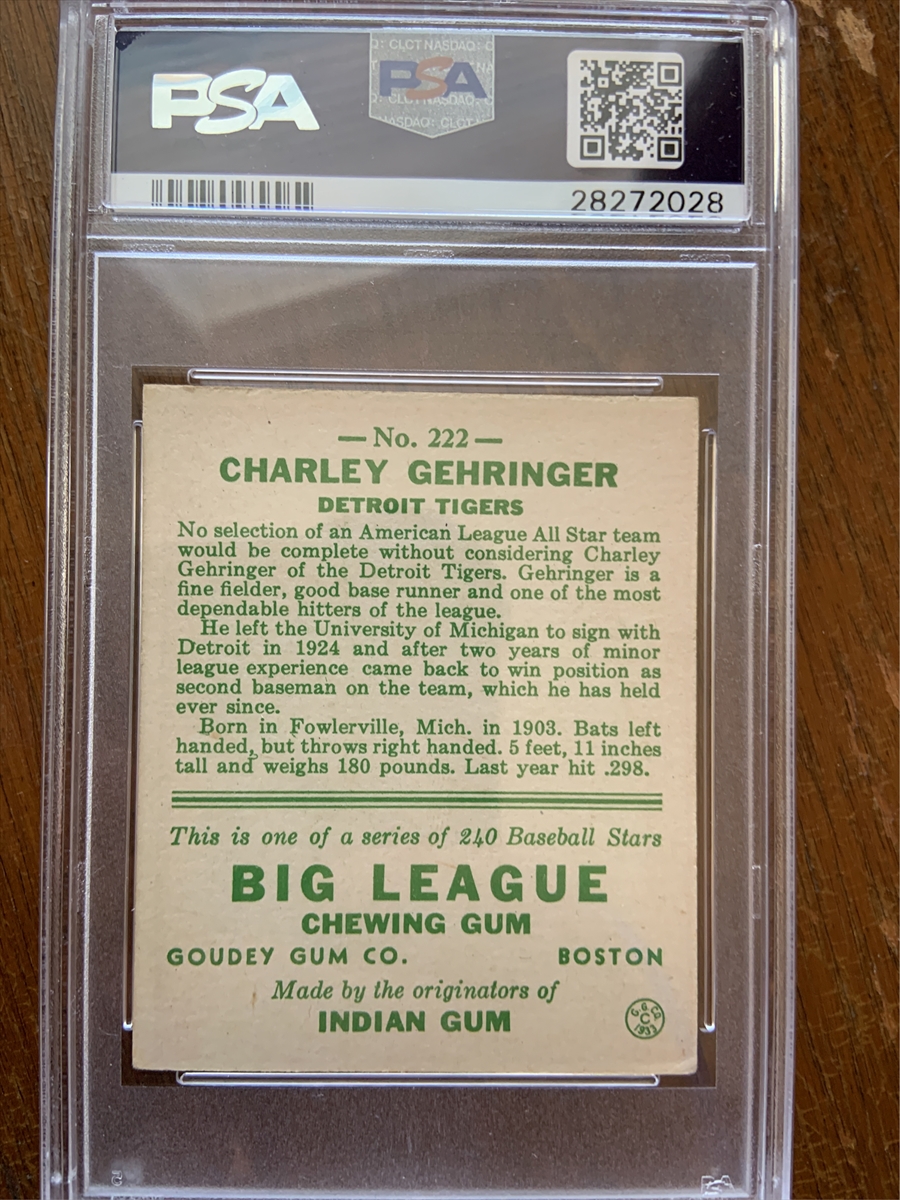 PSA
Q: CLCT NASDAQ: C
PSA
NASDAQ: CLCT
28272028
— No. 222 —
CHARLEY GEHRINGER
DETROIT TIGERS
No selection of an American League All Star team
would be complete without considering Charley
Gehringer of the Detroit Tigers. Gehringer is a
fine fielder, good base runner and one of the most
dependable hitters of the league.
He left the University of Michigan to sign with
Detroit in 1924 and after two years of minor
league experience came back to win position as
second baseman on the team, which he has held
ever since.
Born in Fowlerville, Mich. in 1903. Bats left
handed, but throws right handed. 5 feet, 11 inches
tall and weighs 180 pounds. Last year hit .298.
This is one of a series of 240 Baseball Stars
BIG LEAGUE
CHEWING GUM
GOUDEY GUM CO. BOSTON
Made by the originators of
INDIAN GUM
G. G. Co.
C
1933